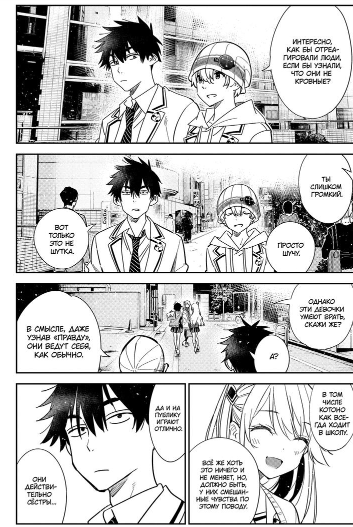 ИНТЕРЕСНО,
КАК БЫ ОТРЕА-
ГИРОВАЛИ ЛЮДИ,
ЕСЛИ БЫ УЗНАЛИ,
ЧТО ОНИ НЕ
КРОВНЫЕ?
ТЫ
СЛИШКОМ
ГРОМКИЙ.
ПРОСТО
ШУЧУ.
ВОТ
ТОЛЬКО
ЭТО НЕ
ШУТКА.
ОДНАКО
ЭТИ ДЕВОЧКИ
УМЕЮТ ВРАТЬ,
СКАЖИ ЖЕ?
А?
В СМЫСЛЕ, ДАЖЕ
УЗНАВ «ПРАВДУ»,
ОНИ ВЕДУТ СЕБЯ,
КАК ОБЫЧНО.
В ТОМ
ЧИСЛЕ
КОТОНО
КАК ВСЕ-
ГДА ХОДИТ
В ШКОЛУ.
ВСЁ ЖЕ ХОТЬ
ЭТО НИЧЕГО И
НЕ МЕНЯЕТ, НО,
ДОЛЖНО БЫТЬ,
У НИХ СМЕШАН-
НЫЕ ЧУВСТВА ПО
ЭТОМУ ПОВОДУ.
ДА И НА
ПУБЛИКУ
ИГРАЮТ
ОТЛИЧНО.
ОНИ
ДЕЙСТВИ-
ТЕЛЬНО
СЁСТРИ...